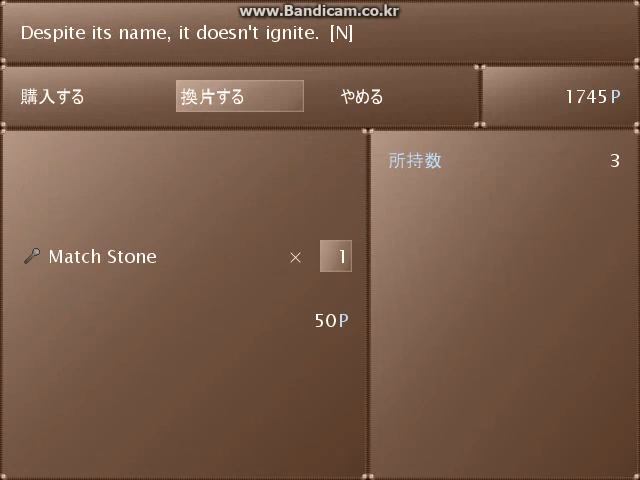 www.Bandicam.co.kr
Despite its name, it doesn't ignite. [N]
購入する 換片する やめる 1745P
所持数 3
Match Stone × 1
50P